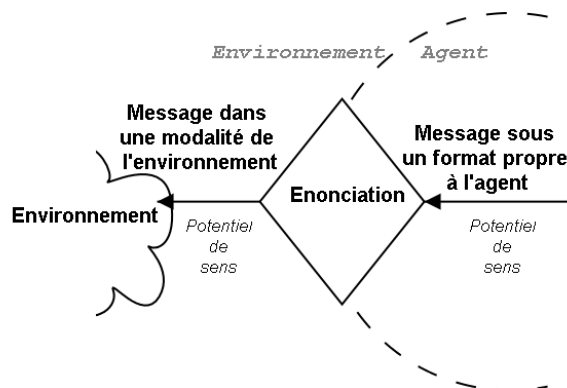 Environnement Agent
Message dans
une modalité de
l'environnement
Message sous
un format propre
à l'agent
Enonciation
Environnement
Potentiel
de
sens
Potentiel
de
sens